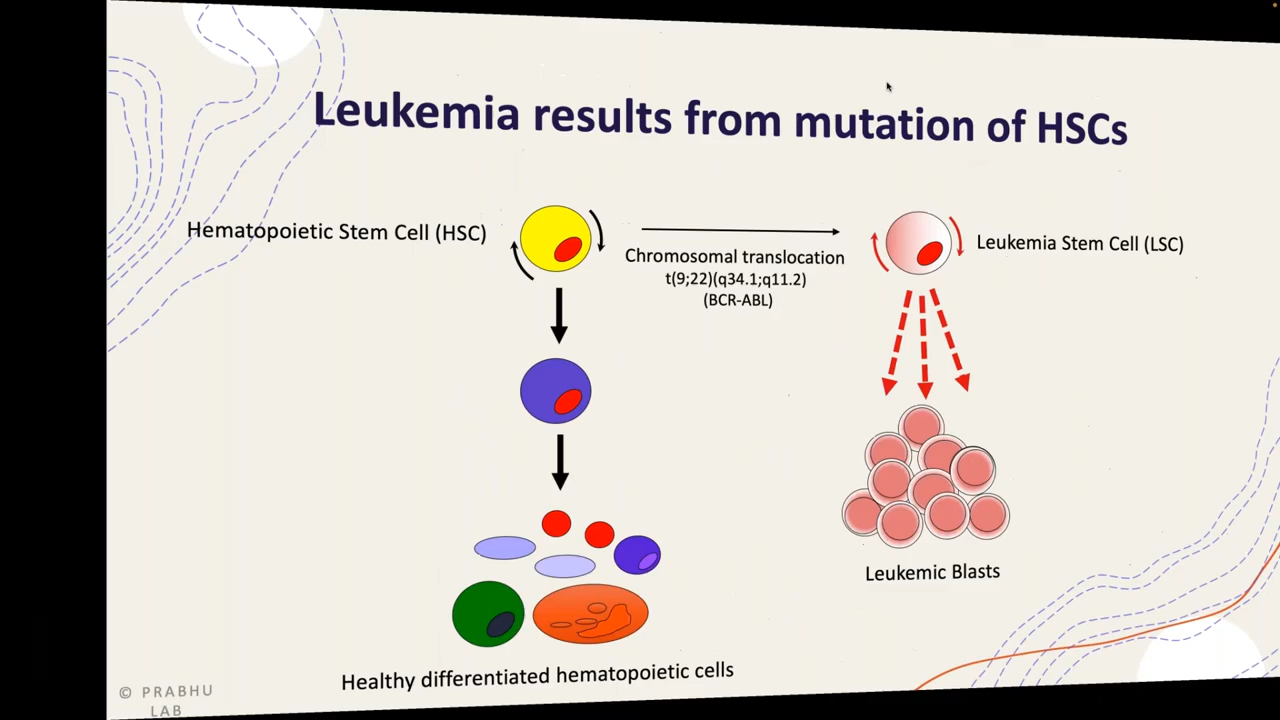 Leukemia results from mutation of HSCs
Hematopoietic Stem Cell (HSC)
Chromosomal translocation
t(9;22)(q34.1;q11.2)
(BCR-ABL)
Leukemia Stem Cell (LSC)
Leukemic Blasts
Healthy differentiated hematopoietic cells
© PRABHU
LAB